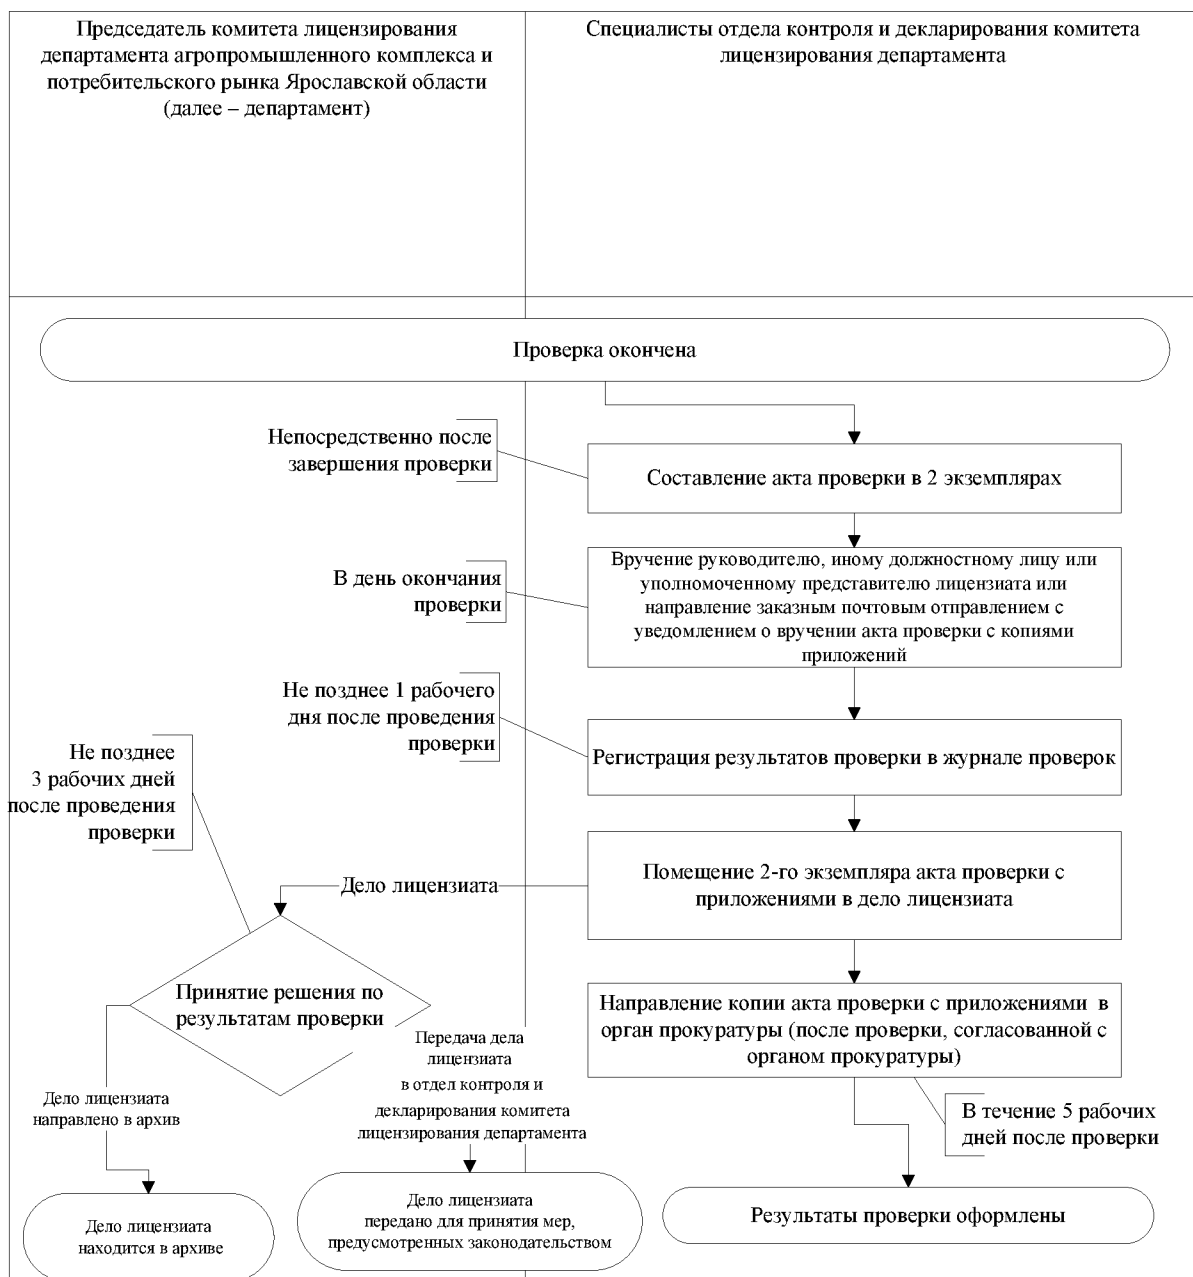 Председатель комитета лицензирования
департамента агропромышленного комплекса и
потребительского рынка Ярославской области
(далее – департамент)
Специалисты отдела контроля и декларирования комитета
лицензирования департамента
Проверка окончена
Непосредственно после
завершения проверки
Составление акта проверки в 2 экземплярах
В день окончания
проверки
Вручение руководителю, иному должностному лицу или
уполномоченному представителю лицензиата или
направление заказным почтовым отправлением с
уведомлением о вручении акта проверки с копиями
приложений
Не позднее 1 рабочего
дня после проведения
проверки
Регистрация результатов проверки в журнале проверок
Не позднее
3 рабочих дней
после проведения
проверки
Помещение 2-го экземпляра акта проверки с
приложениями в дело лицензиата
Дело лицензиата
Принятие решения по
результатам проверки
Направление копии акта проверки с приложениями в
орган прокуратуры (после проверки, согласованной с
органом прокуратуры)
Передача дела
лицензиата
в отдел контроля и
декларирования комитета
лицензирования департамента
Дело лицензиата
направлено в архив
В течение 5 рабочих
дней после проверки
Дело лицензиата
находится в архиве
Дело лицензиата
передано для принятия мер,
предусмотренных законодательством
Результаты проверки оформлены